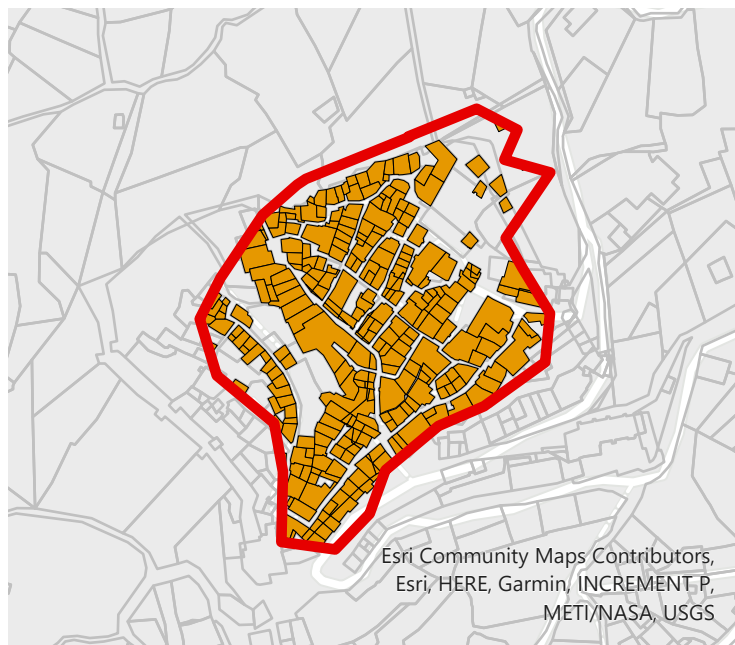 Esri Community Maps Contributors,
Esri, HERE, Garmin, INCREMENT P,
METI/NASA, USGS